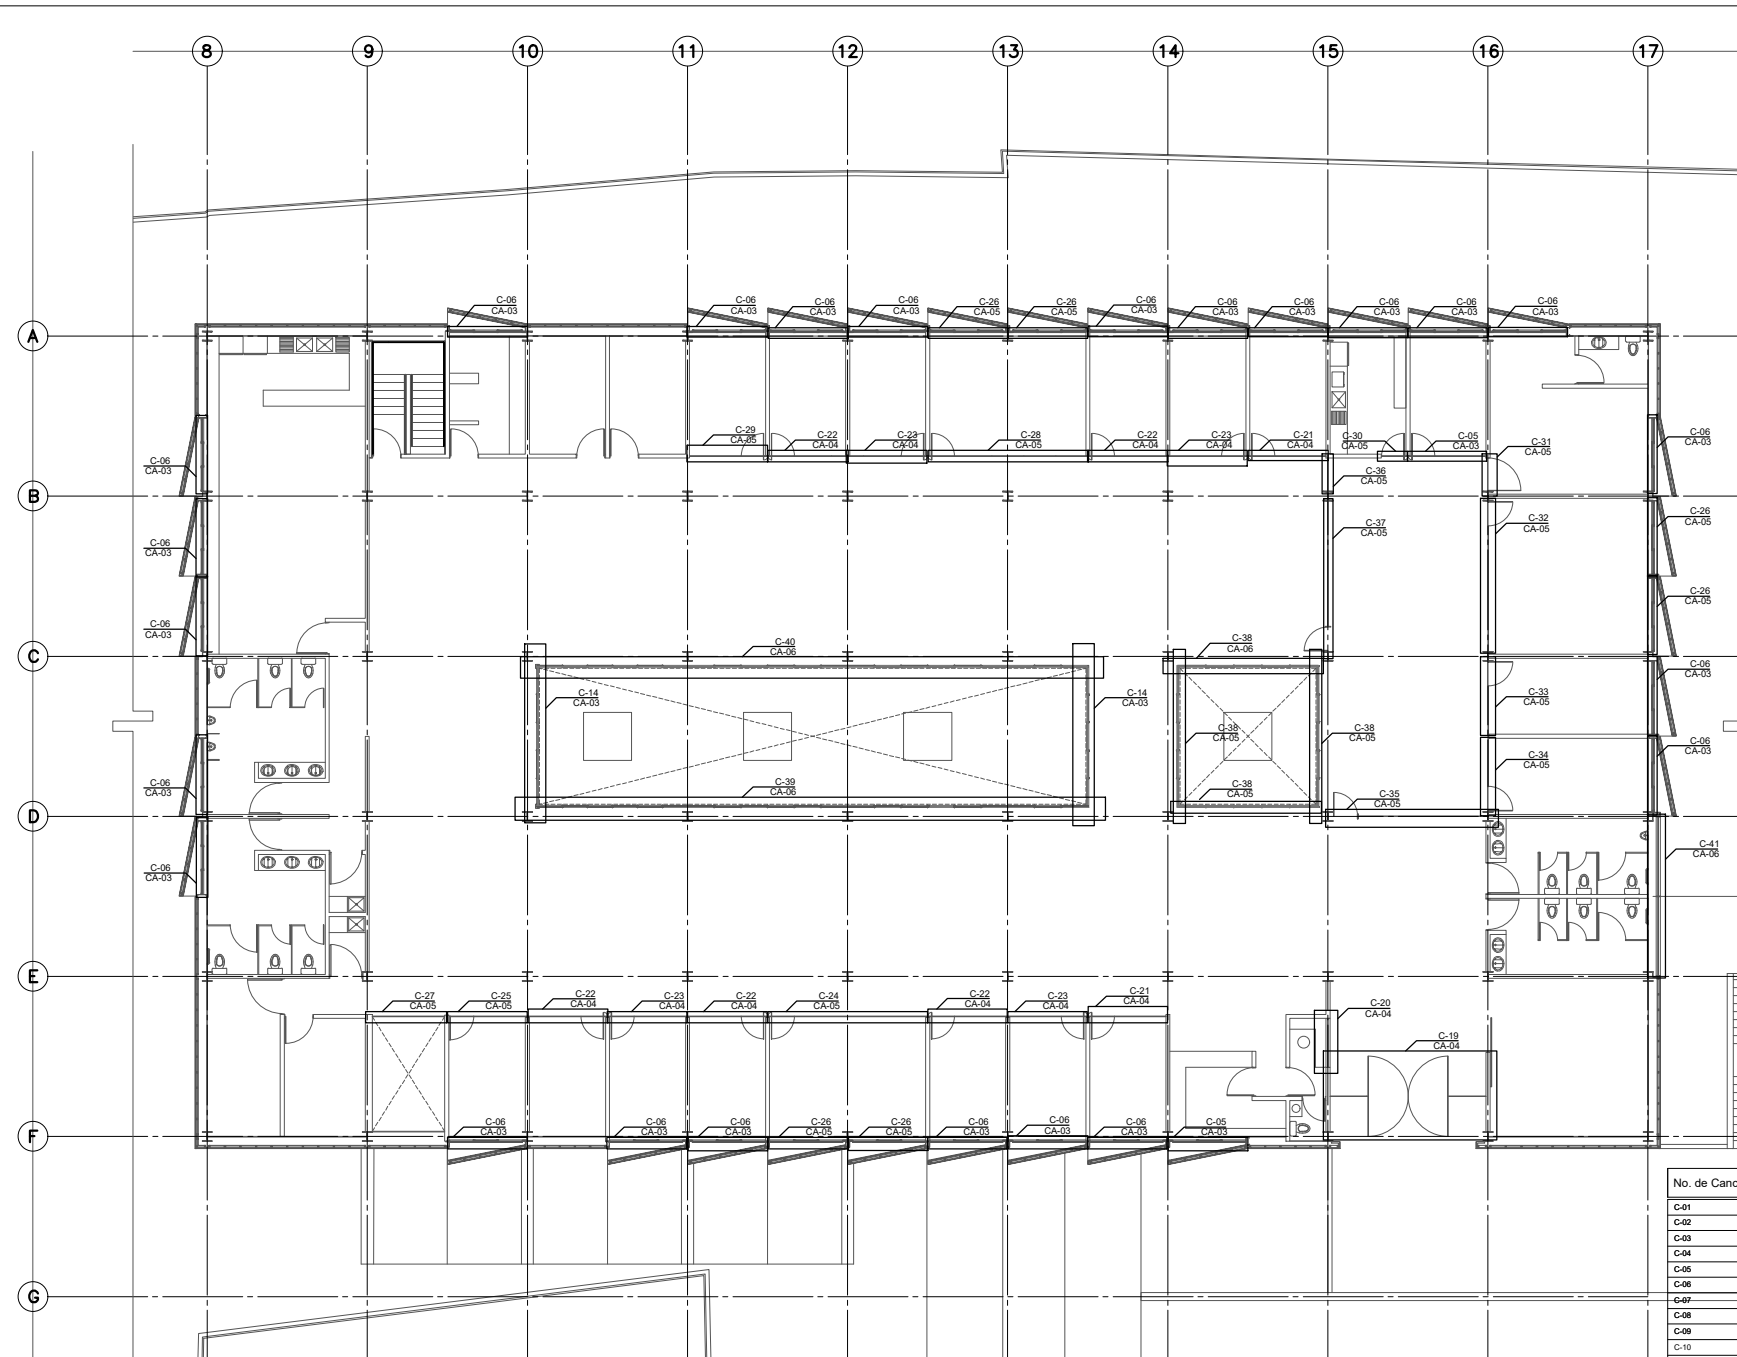 8 9 10 11 12 13 14 15 16 17
A
C-06
CA-03
C-06
CA-03
C-06
CA-03
C-06
CA-03
C-26
CA-05
C-26
CA-05
C-06
CA-03
C-06
CA-03
C-06
CA-03
C-06
CA-03
C-06
CA-03
C-06
CA-03
C-29
CA-05
C-22
CA-04
C-23
CA-04
C-28
CA-05
C-22
CA-04
C-23
CA-04
C-21
CA-04
C-30
CA-05
C-05
CA-03
C-31
CA-05
C-06
CA-03
C-06
CA-03
C-36
CA-05
B
C-06
CA-03
C-37
CA-05
C-32
CA-05
C-26
CA-05
C-06
CA-03
C-26
CA-05
C
C-40
CA-06
C-38
CA-06
C-14
CA-03
C-14
CA-03
C-33
CA-05
C-06
CA-03
C-38
CA-05
C-38
CA-05
C-06
CA-03
C-39
CA-06
C-38
CA-05
C-34
CA-05
C-06
CA-03
C-35
CA-05
D
C-06
CA-03
C-41
CA-06
E
C-27
CA-05
C-25
CA-05
C-22
CA-04
C-23
CA-04
C-22
CA-04
C-24
CA-05
C-22
CA-04
C-23
CA-04
C-21
CA-04
C-20
CA-04
C-19
CA-04
F
C-06
CA-03
C-06
CA-03
C-06
CA-03
C-26
CA-05
C-26
CA-05
C-06
CA-03
C-06
CA-03
C-06
CA-03
C-05
CA-03
G
No. de Canc
C-01
C-02
C-03
C-04
C-05
C-06
C-07
C-08
C-09
C-10